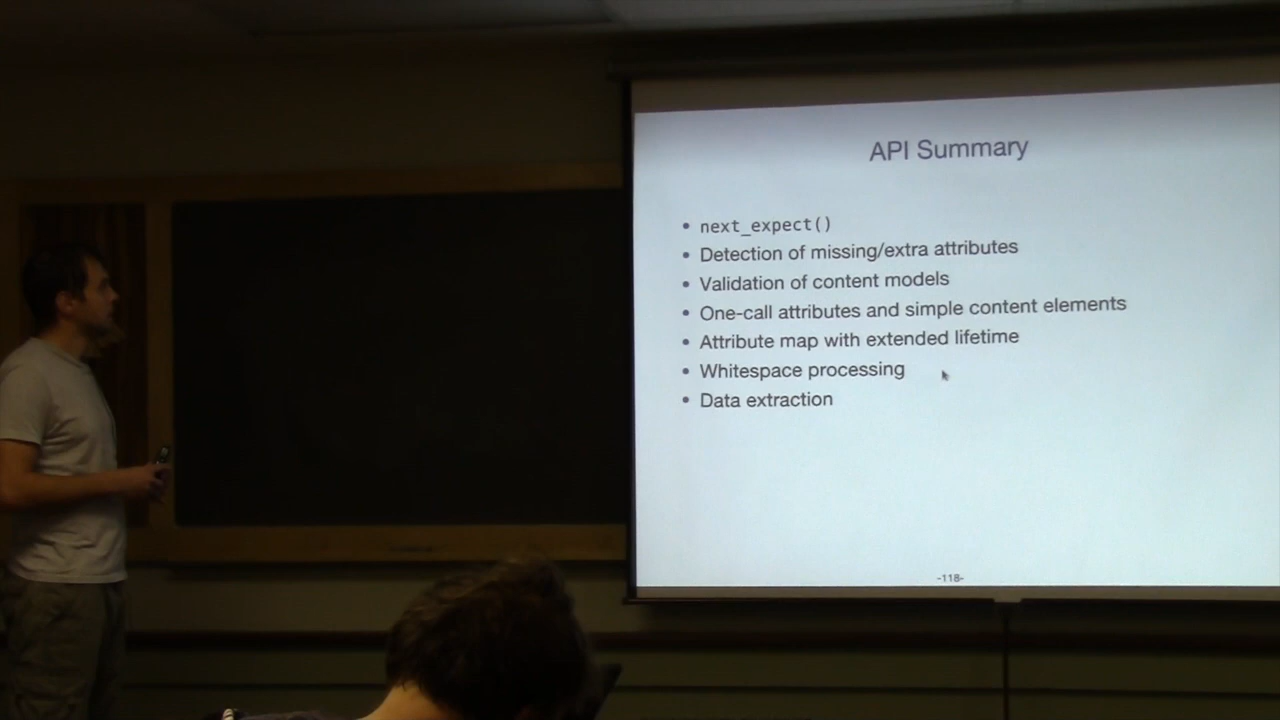 API Summary
• next_expect()
• Detection of missing/extra attributes
• Validation of content models
• One-call attributes and simple content elements
• Attribute map with extended lifetime
• Whitespace processing
• Data extraction
-118-